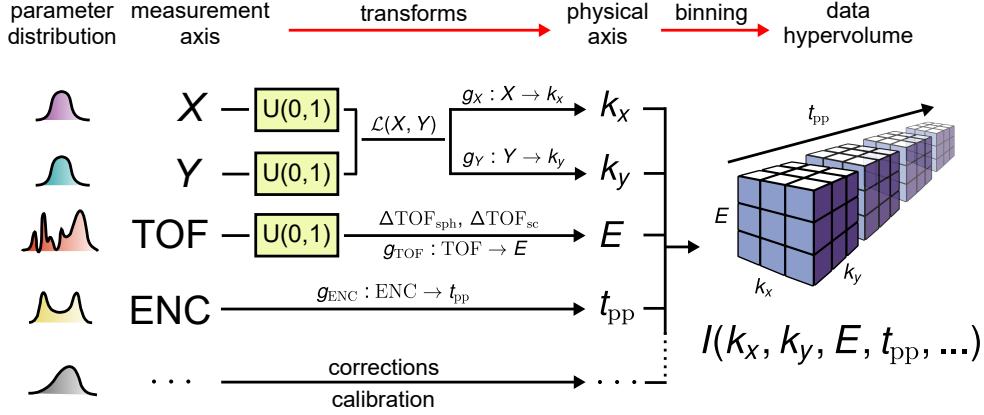 parameter distribution
measurement axis
transforms
physical axis
binning
data hypervolume
X
U(0,1)
ℒ(X, Y)
g_X : X → k_x
k_x
Y
U(0,1)
g_Y : Y → k_y
k_y
TOF
U(0,1)
ΔTOF_sph, ΔTOF_sc
g_TOF : TOF → E
E
ENC
g_ENC : ENC → t_pp
t_pp
· · ·
corrections
calibration
· · ·
t_pp
E
k_x
k_y
I(k_x, k_y, E, t_pp, ...)